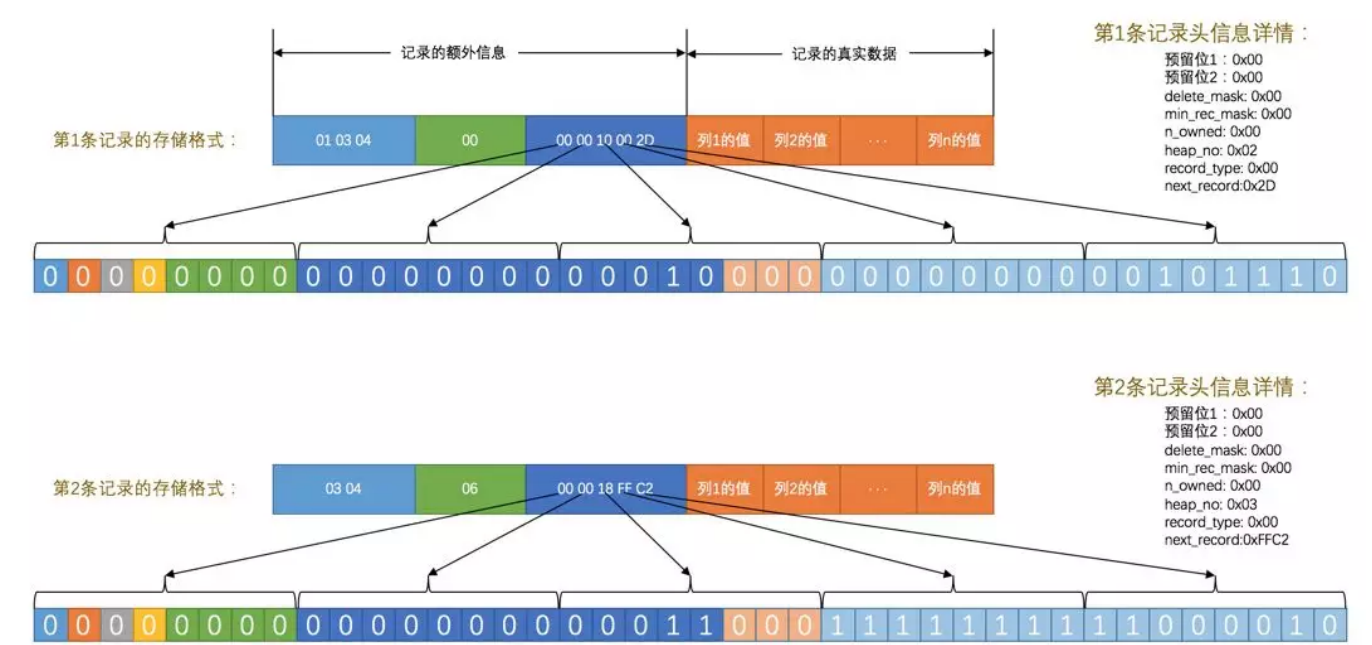 记录的额外信息 记录的真实数据
第1条记录的存储格式：
01 03 04 00 00 00 10 00 2D 列1的值 列2的值 ... 列n的值
第1条记录头信息详情：
预留位1：0x00
预留位2：0x00
delete_mask: 0x00
min_rec_mask: 0x00
n_owned: 0x00
heap_no: 0x02
record_type: 0x00
next_record:0x2D
0 0 0 0 0 0 0 0 0 0 0 0 0 0 0 0 0 0 0 1 0 0 0 0 0 0 0 0 0 0 0 0 0 0 1 0 1 1 1 0
第2条记录的存储格式：
03 04 06 00 00 18 FF C2 列1的值 列2的值 ... 列n的值
第2条记录头信息详情：
预留位1：0x00
预留位2：0x00
delete_mask: 0x00
min_rec_mask: 0x00
n_owned: 0x00
heap_no: 0x03
record_type: 0x00
next_record:0xFFC2
0 0 0 0 0 0 0 0 0 0 0 0 0 0 0 0 0 0 0 1 1 0 0 0 1 1 1 1 1 1 1 1 1 1 0 0 0 0 1 0